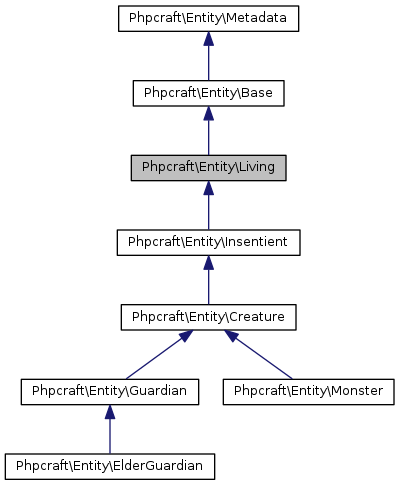 Phpcraft\Entity\Metadata
Phpcraft\Entity\Base
Phpcraft\Entity\Living
Phpcraft\Entity\Insentient
Phpcraft\Entity\Creature
Phpcraft\Entity\Guardian
Phpcraft\Entity\Monster
Phpcraft\Entity\ElderGuardian